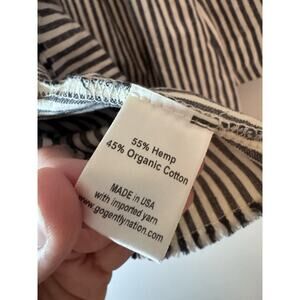 55% Hemp
45% Organic Cotton
MADE in USA
with imported yarn
www.gogentlynation.com